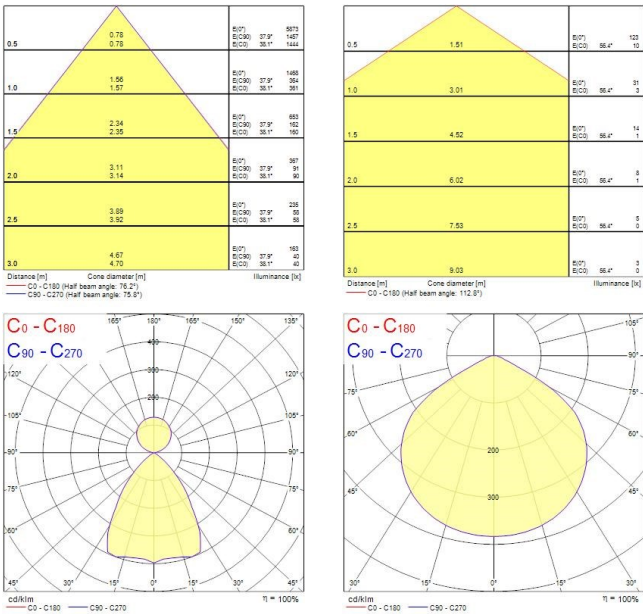 0.5
0.78
0.78
E(0°) 5873
E(C90) 37.9° 1457
E(C0) 38.1° 1444
1.0
1.56
1.57
E(0°) 1468
E(C90) 37.9° 364
E(C0) 38.1° 361
1.5
2.34
2.35
E(0°) 653
E(C90) 37.9° 162
E(C0) 38.1° 160
2.0
3.11
3.14
E(0°) 367
E(C90) 37.9° 91
E(C0) 38.1° 90
2.5
3.89
3.92
E(0°) 235
E(C90) 37.9° 58
E(C0) 38.1° 58
3.0
4.67
4.70
E(0°) 163
E(C90) 37.9° 40
E(C0) 38.1° 40
Distance [m] Cone diameter [m] Illuminance [lx]
C0 - C180 (Half beam angle: 76.2°)
C90 - C270 (Half beam angle: 75.8°)
0.5 1.51
E(0°) 123
E(C0) 56.4° 10
1.0 3.01
E(0°) 31
E(C0) 56.4° 3
1.5 4.52
E(0°) 14
E(C0) 56.4° 1
2.0 6.02
E(0°) 8
E(C0) 56.4° 1
2.5 7.53
E(0°) 5
E(C0) 56.4° 0
3.0 9.03
E(0°) 3
E(C0) 56.4° 0
Distance [m] Cone diameter [m] Illuminance [lx]
C0 - C180 (Half beam angle: 112.8°)
C0 - C180
C90 - C270
165° 180° 165° 150° 135°
400
300
200
120° 120°
105° 105°
90° 90°
75° 75°
60° 60°
45° 30° 15° 0° 15° 30° 45°
cd/klm η = 100%
C0 - C180 C90 - C270
C0 - C180
C90 - C270
105°
90°
75° 75°
60° 60°
200
45° 45°
300
30° 15° 0° 15° 30°
cd/klm η = 100%
C0 - C180 C90 - C270